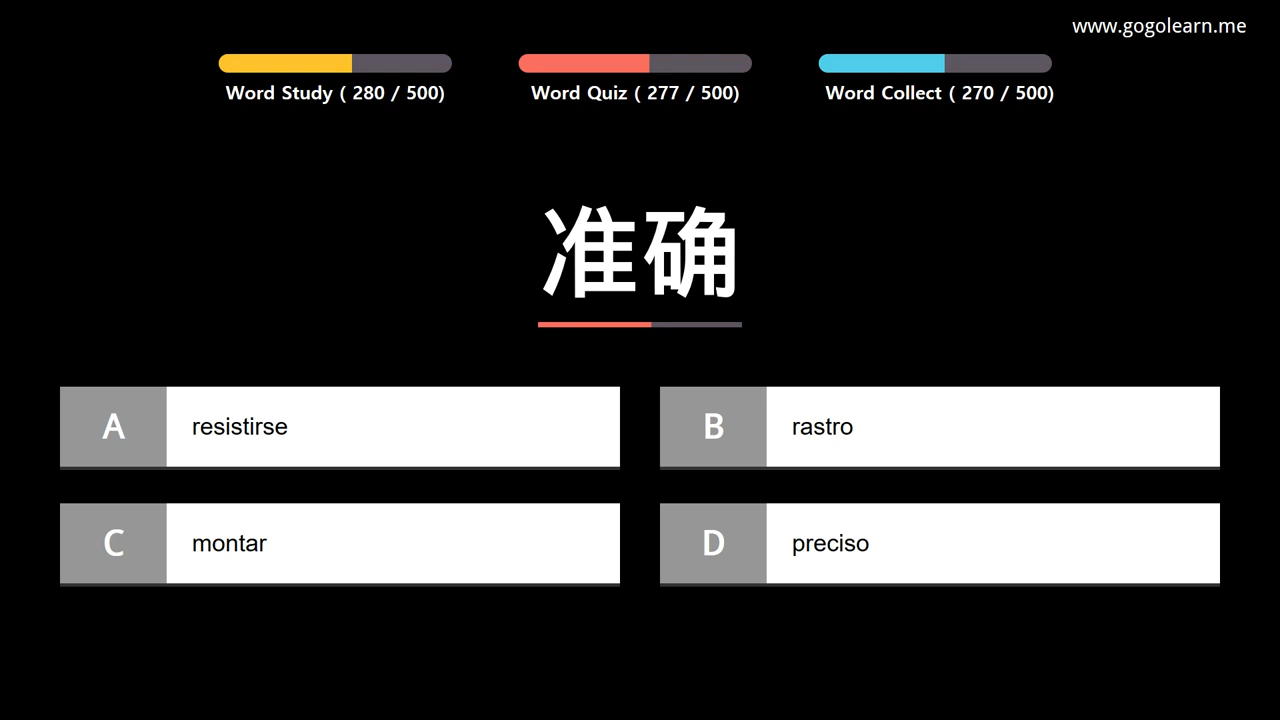 www.gogolearn.me
Word Study ( 280 / 500)
Word Quiz ( 277 / 500)
Word Collect ( 270 / 500)
准确
A resistirse
B rastro
C montar
D preciso